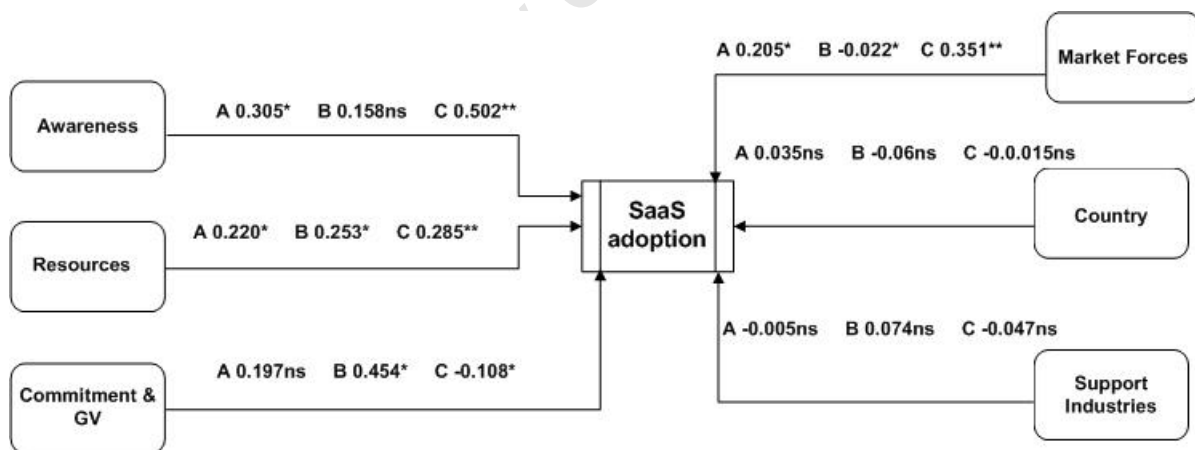 A 0.205* B -0.022* C 0.351**
Market Forces
Awareness
A 0.305* B 0.158ns C 0.502**
A 0.035ns B -0.06ns C -0.0.015ns
SaaS
adoption
Country
Resources
A 0.220* B 0.253* C 0.285**
A -0.005ns B 0.074ns C -0.047ns
Commitment &
GV
A 0.197ns B 0.454* C -0.108*
Support
Industries